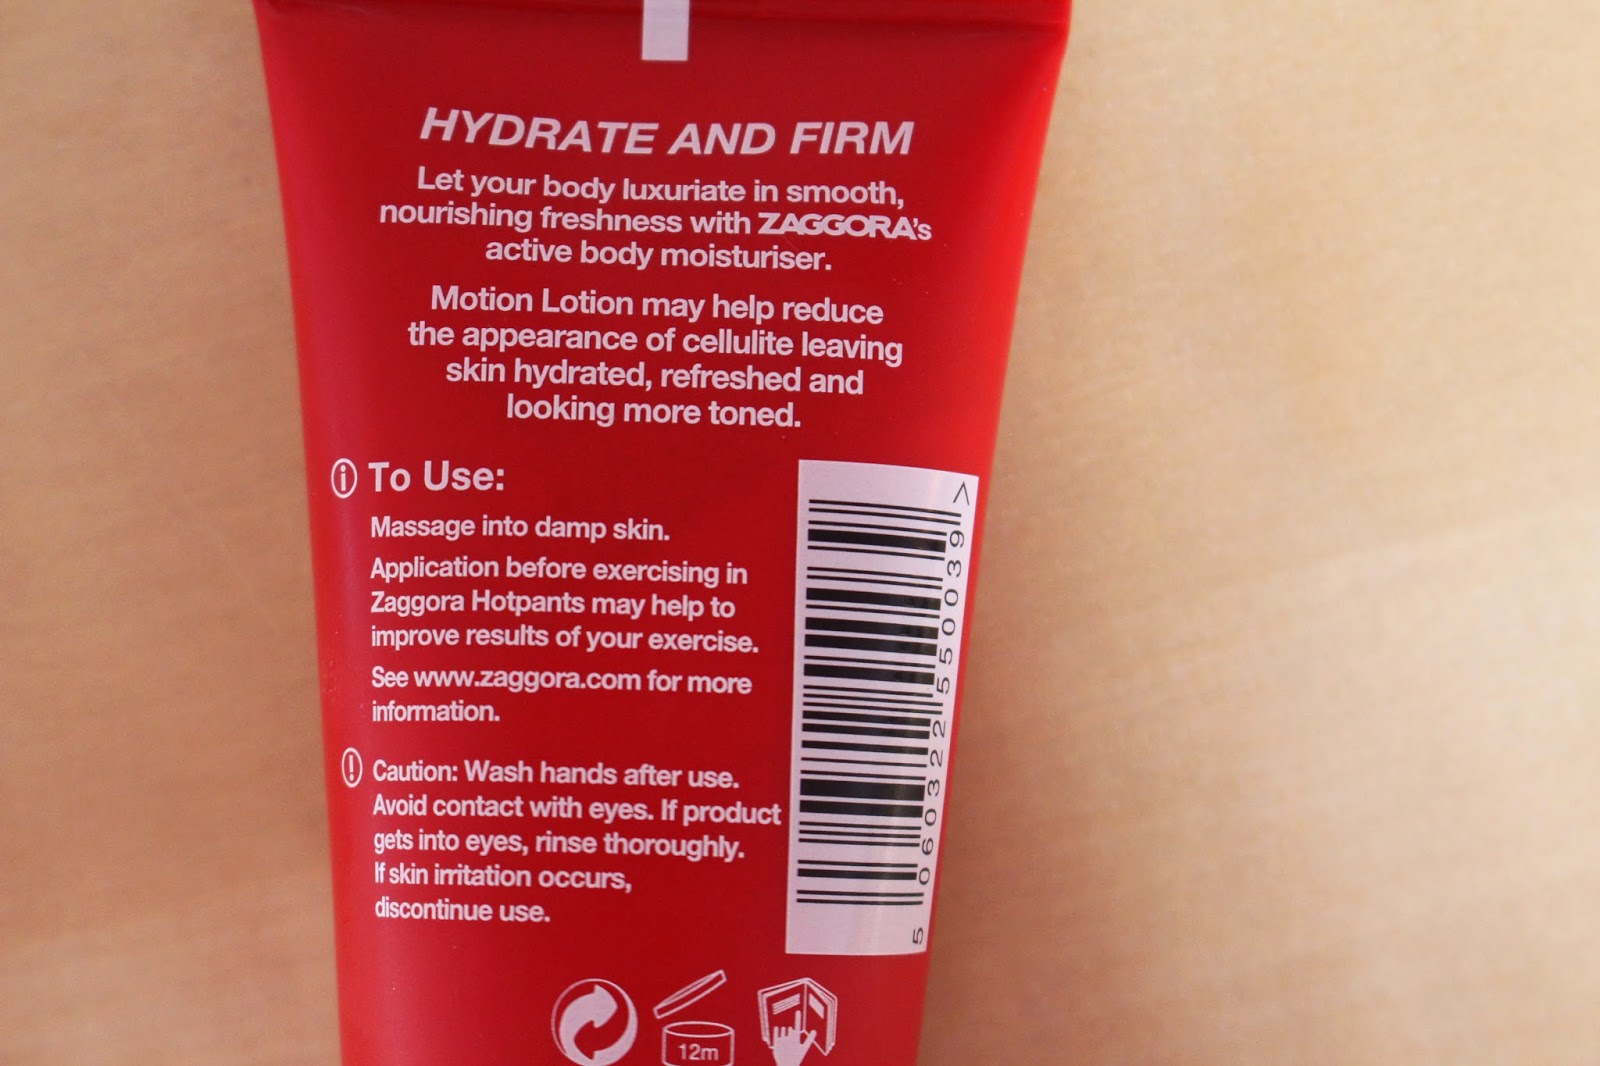 HYDRATE AND FIRM
Let your body luxuriate in smooth,
nourishing freshness with ZAGGORA's
active body moisturiser.
Motion Lotion may help reduce
the appearance of cellulite leaving
skin hydrated, refreshed and
looking more toned.
To Use:
Massage into damp skin.
Application before exercising in
Zaggora Hotpants may help to
improve results of your exercise.
See www.zaggora.com for more
information.
Caution: Wash hands after use.
Avoid contact with eyes. If product
gets into eyes, rinse thoroughly.
If skin irritation occurs,
discontinue use.
5 060322 550039 >
12m